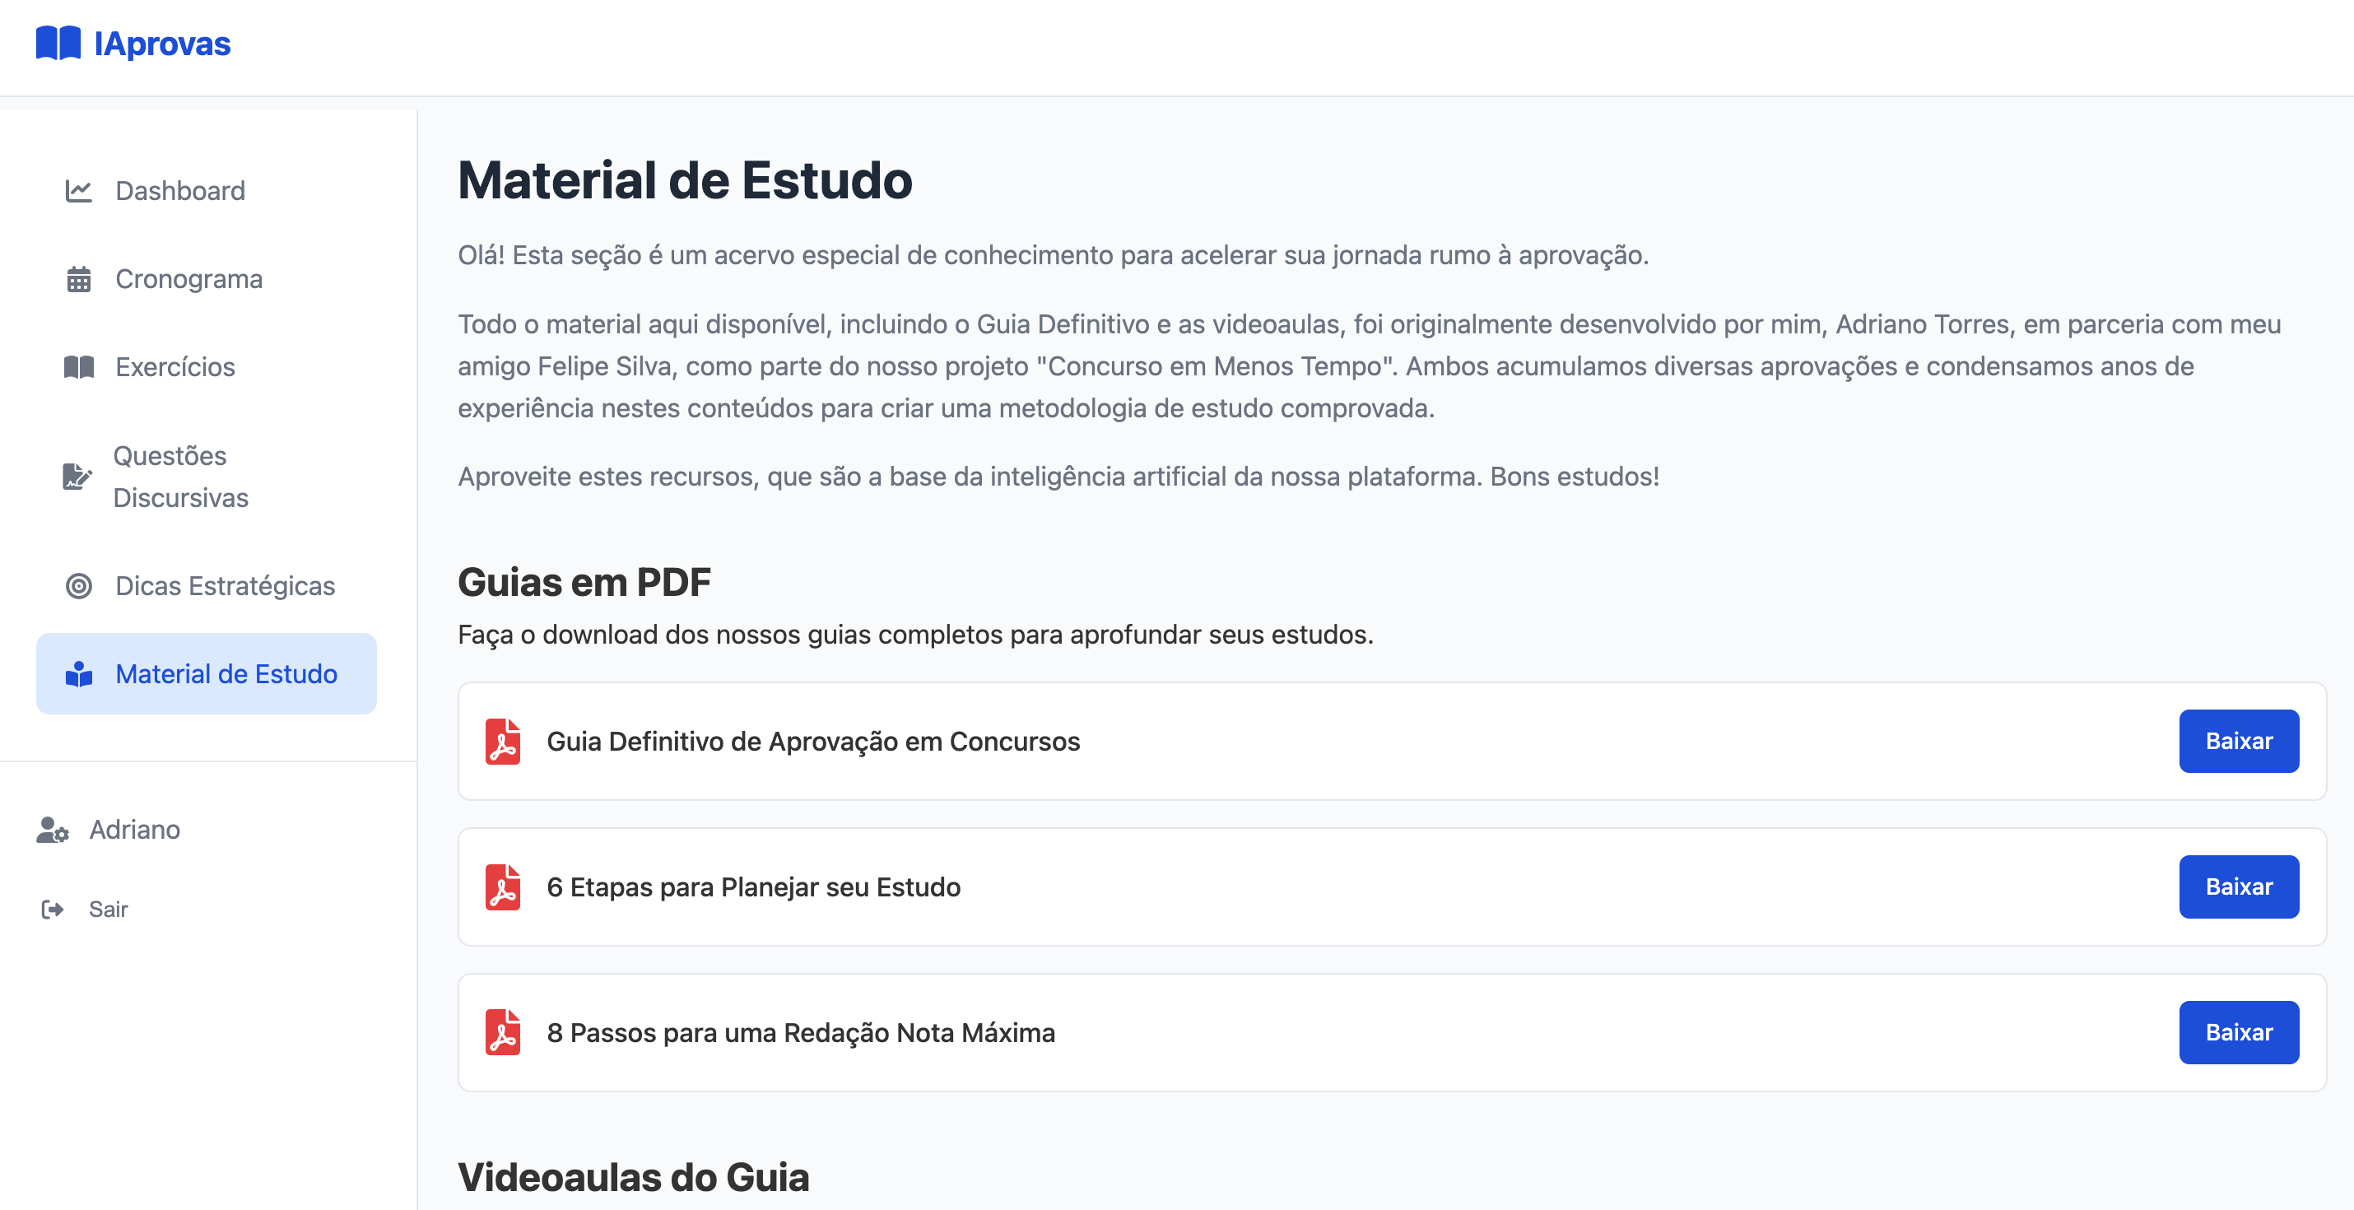 IAprovas
Dashboard
Cronograma
Exercícios
Questões
Discursivas
Dicas Estratégicas
Material de Estudo
Adriano
Sair
Material de Estudo
Olá! Esta seção é um acervo especial de conhecimento para acelerar sua jornada rumo à aprovação.
Todo o material aqui disponível, incluindo o Guia Definitivo e as videoaulas, foi originalmente desenvolvido por mim, Adriano Torres, em parceria com meu
amigo Felipe Silva, como parte do nosso projeto "Concurso em Menos Tempo". Ambos acumulamos diversas aprovações e condensamos anos de
experiência nestes conteúdos para criar uma metodologia de estudo comprovada.
Aproveite estes recursos, que são a base da inteligência artificial da nossa plataforma. Bons estudos!
Guias em PDF
Faça o download dos nossos guias completos para aprofundar seus estudos.
Guia Definitivo de Aprovação em Concursos
Baixar
6 Etapas para Planejar seu Estudo
Baixar
8 Passos para uma Redação Nota Máxima
Baixar
Videoaulas do Guia